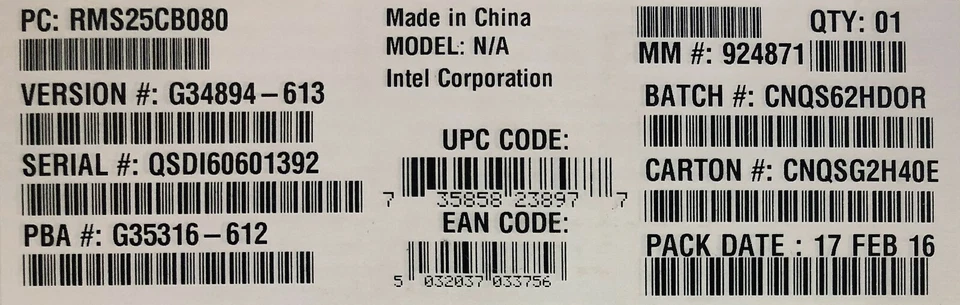 PC: RMS25CB080
VERSION #: G34894-613
SERIAL #: QSDI60601392
PBA #: G35316-612
Made in China
MODEL: N/A
Intel Corporation
UPC CODE:
7 35858 23897 7
EAN CODE:
5 032037 033756
QTY: 01
MM #: 924871
BATCH #: CNQS62HDOR
CARTON #: CNQSG2H40E
PACK DATE : 17 FEB 16